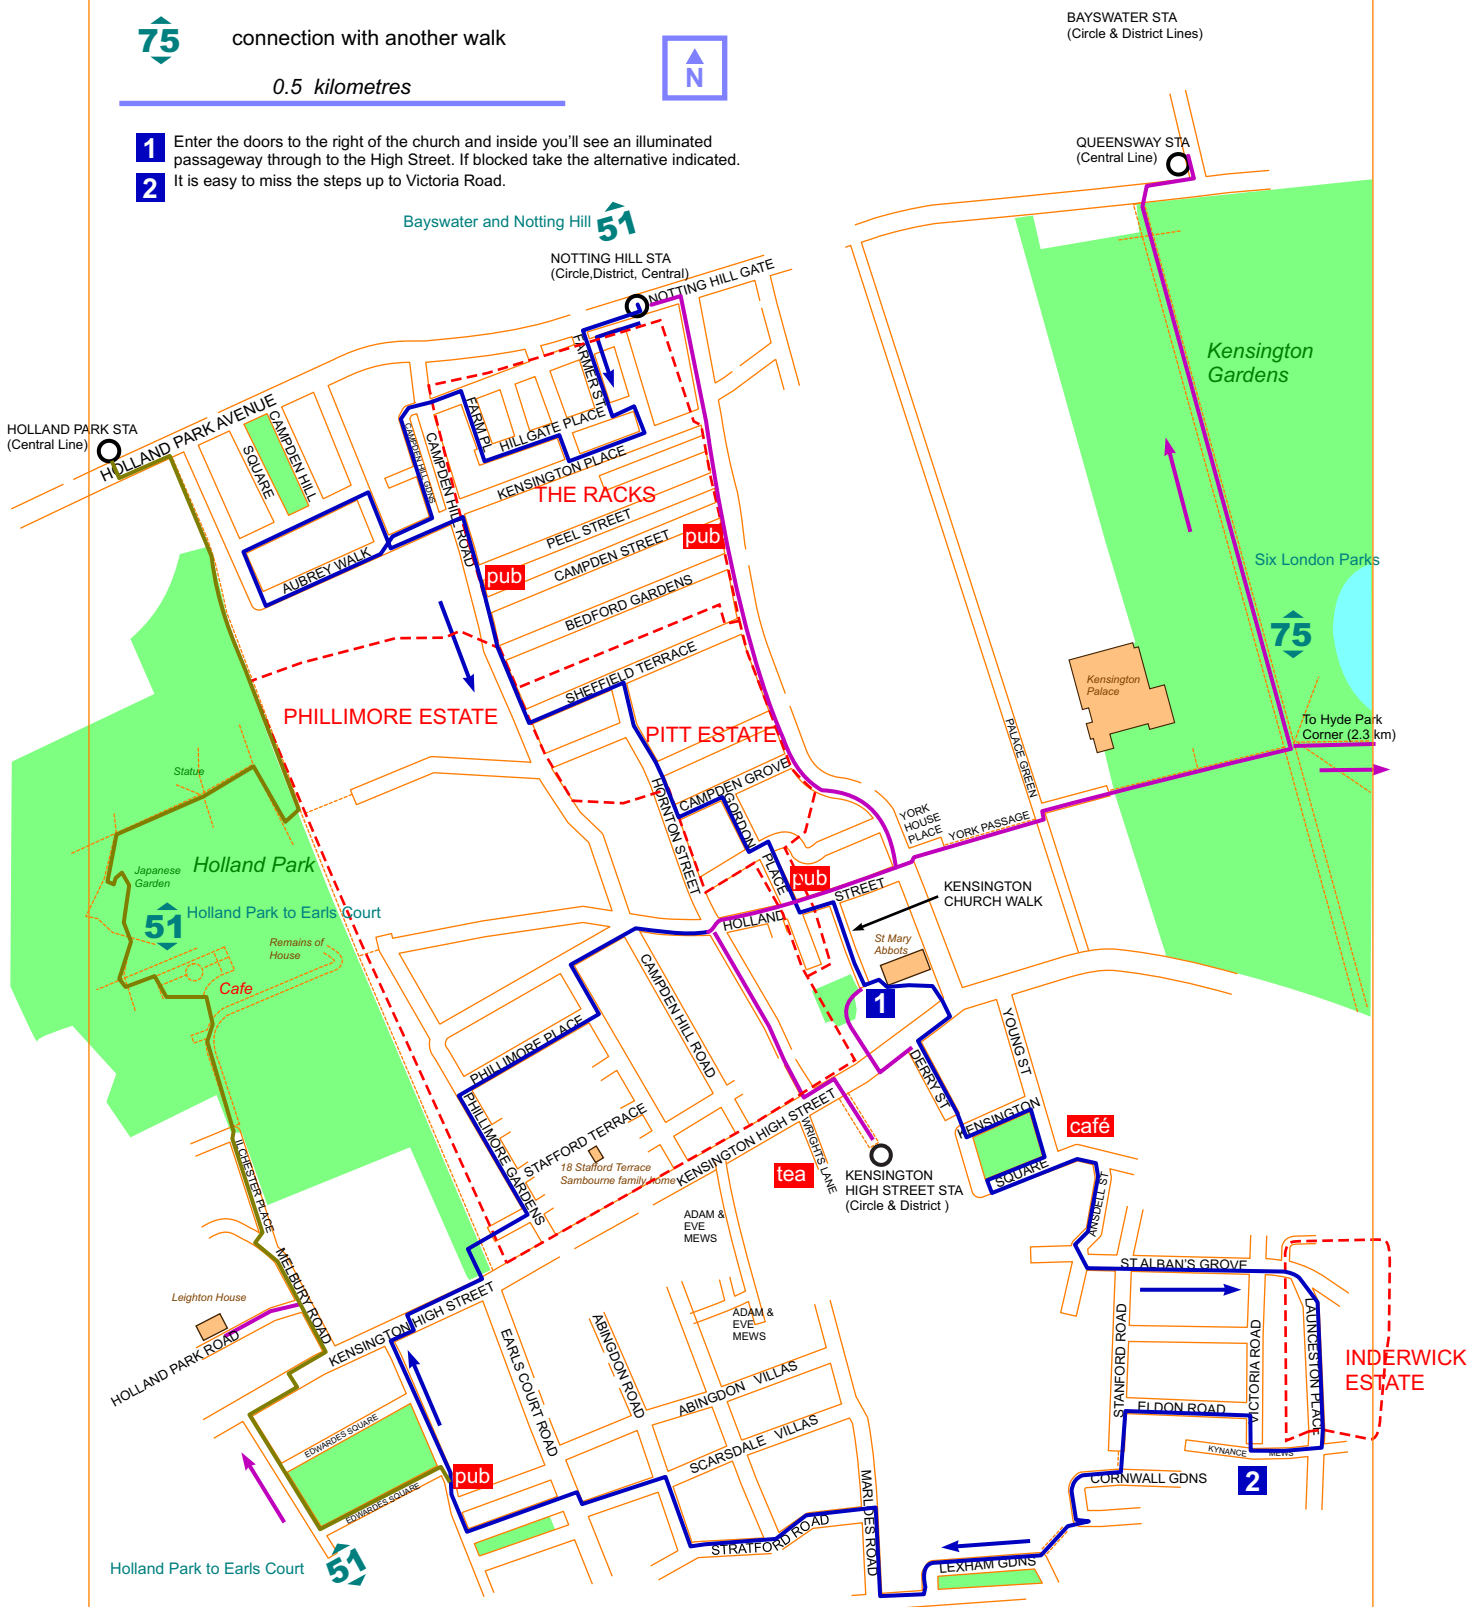 75
connection with another walk
0.5 kilometres
N
BAYSWATER STA
(Circle & District Lines)
1
Enter the doors to the right of the church and inside you'll see an illuminated
passageway through to the High Street. If blocked take the alternative indicated.
2
It is easy to miss the steps up to Victoria Road.
QUEENSWAY STA
(Central Line)
Bayswater and Notting Hill
51
NOTTING HILL STA
(Circle,District, Central)
NOTTING HILL GATE
Kensington
Gardens
FARMER ST
HOLLAND PARK AVENUE
HOLLAND PARK STA
(Central Line)
CAMPDEN HILL
SQUARE
FARM PL
HILLGATE PLACE
CAMPDEN HILL GDNS
CAMPDEN HILL ROAD
KENSINGTON PLACE
THE RACKS
PEEL STREET
pub
CAMPDEN STREET
pub
AUBREY WALK
BEDFORD GARDENS
Six London Parks
75
SHEFFIELD TERRACE
Kensington
Palace
PHILLIMORE ESTATE
PITT ESTATE
To Hyde Park
Corner (2.3 km)
PALACE GREEN
Statue
CAMPDEN GROVE
HORNTON STREET
GORDON
PLACE
YORK
HOUSE
PLACE
YORK PASSAGE
Holland Park
Japanese
Garden
pub
HOLLAND
STREET
KENSINGTON
CHURCH WALK
51
Holland Park to Earls Court
Remains of
House
St Mary
Abbots
Cafe
CAMPDEN HILL ROAD
1
PHILLIMORE PLACE
YOUNG ST
DERRY ST
PHILLIMORE GARDENS
STAFFORD TERRACE
KENSINGTON HIGH STREET
WRIGHTS LANE
KENSINGTON
SQUARE
café
18 Stafford Terrace
Sambourne family home
tea
KENSINGTON
HIGH STREET STA
(Circle & District )
ILCHESTER PLACE
ANSDELL ST
ADAM &
EVE
MEWS
MELBURY ROAD
ST ALBAN'S GROVE
Leighton House
HOLLAND PARK ROAD
KENSINGTON HIGH STREET
EARLS COURT ROAD
ABINGDON ROAD
ADAM &
EVE
MEWS
STANFORD ROAD
VICTORIA ROAD
LAUNCESTON PLACE
INDERWICK
ESTATE
ABINGDON VILLAS
ELDON ROAD
EDWARDES SQUARE
SCARSDALE VILLAS
KYNANCE
MEWS
pub
MARLOES ROAD
CORNWALL GDNS
2
EDWARDES SQUARE
STRATFORD ROAD
LEXHAM GDNS
Holland Park to Earls Court
51